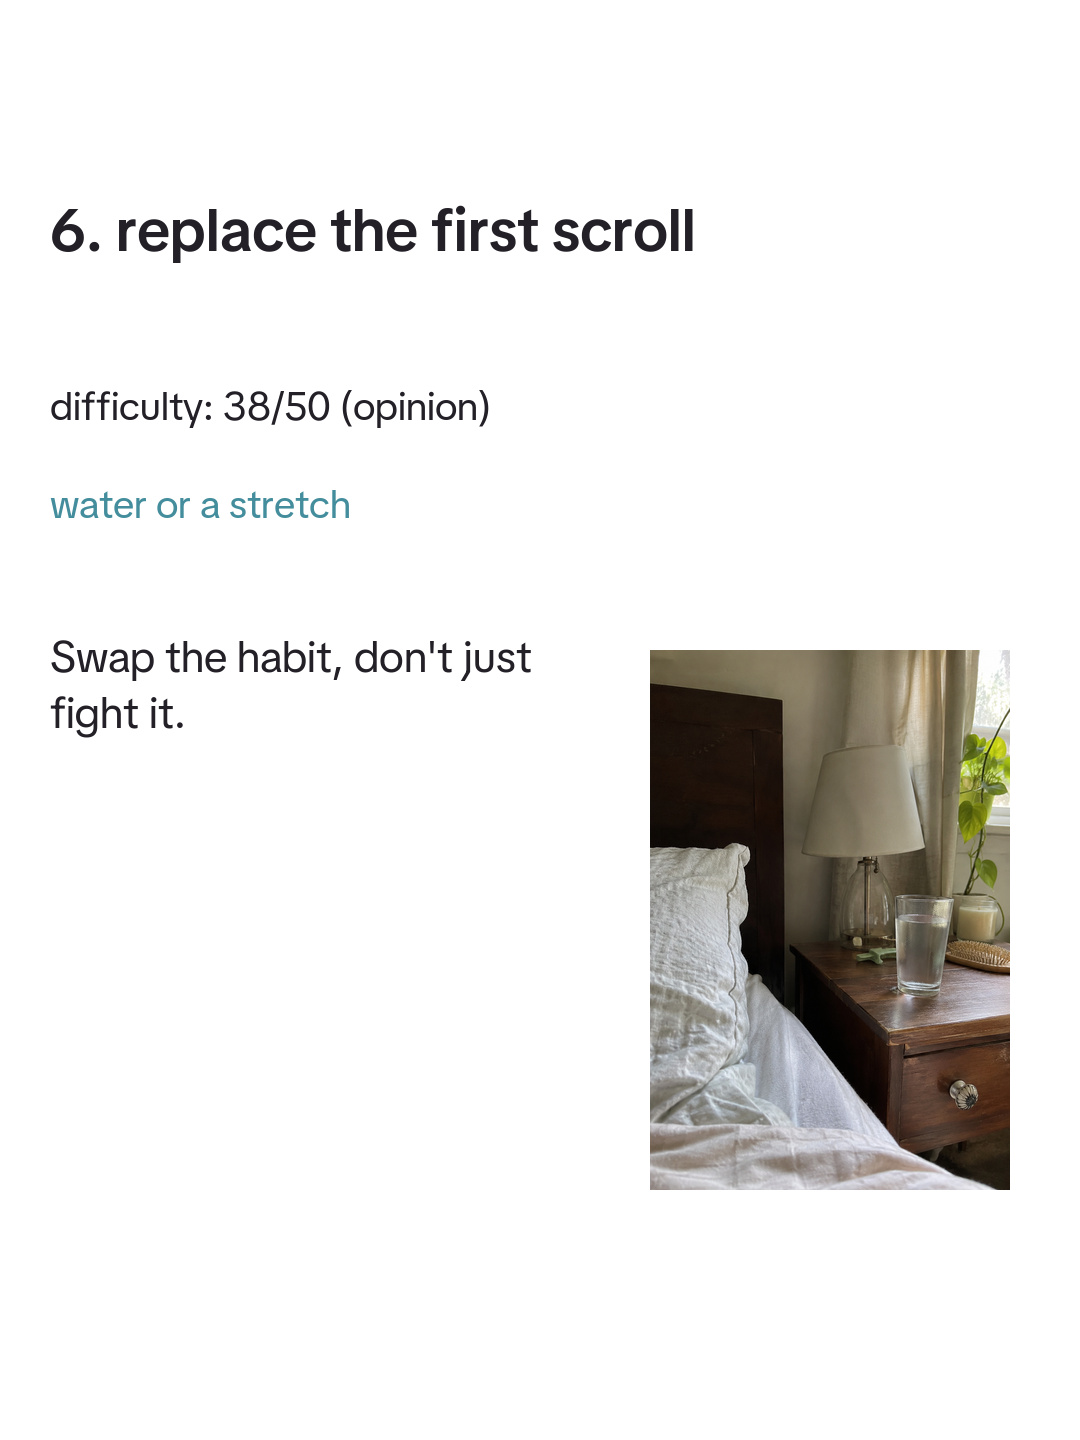 6. replace the first scroll
difficulty: 38/50 (opinion)
water or a stretch
Swap the habit, don't just
fight it.